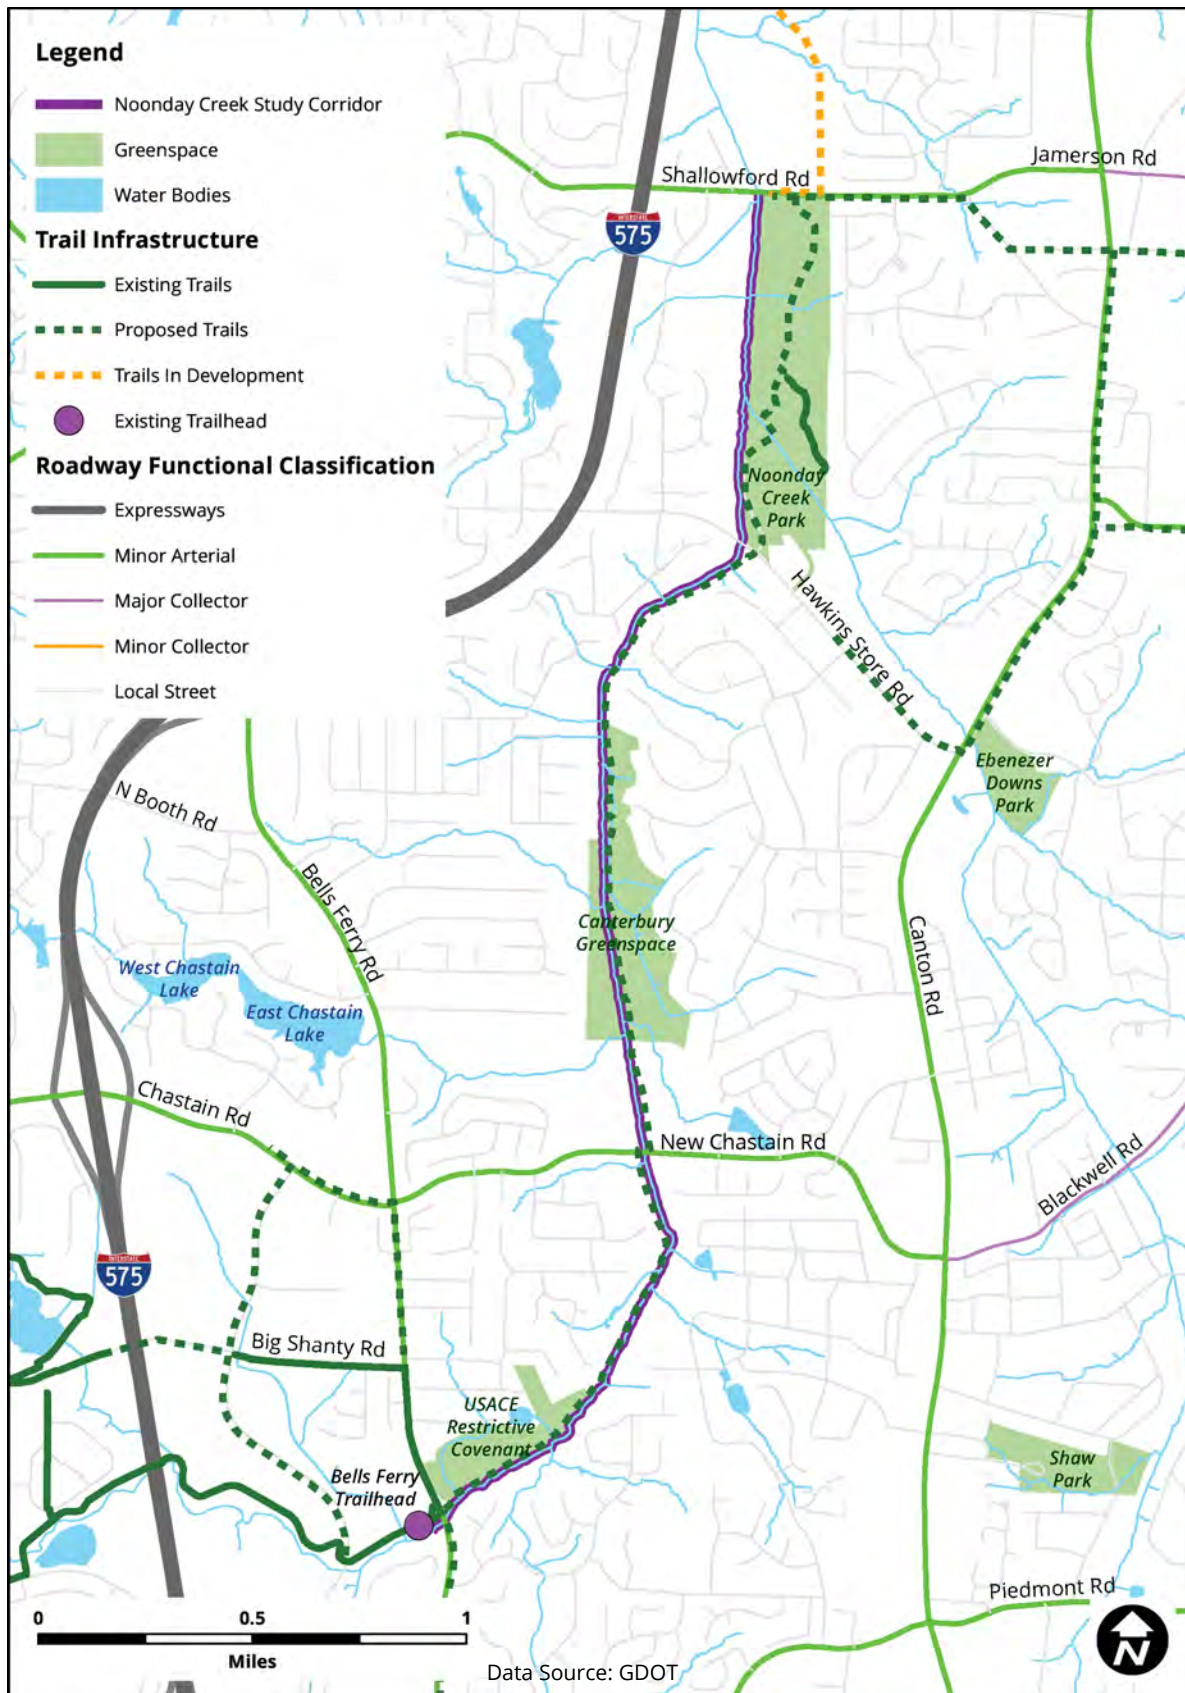 Legend
Noonday Creek Study Corridor
Greenspace
Water Bodies
Trail Infrastructure
Existing Trails
Proposed Trails
Trails In Development
Existing Trailhead
Roadway Functional Classification
Expressways
Minor Arterial
Major Collector
Minor Collector
Local Street
Shallowford Rd
Jamerson Rd
INTERSTATE
575
Noonday
Creek
Park
Hawkins Store Rd
Ebenezer
Downs
Park
N Booth Rd
Bells Ferry Rd
Canterbury
Greenspace
Canton Rd
West Chastain
Lake
East Chastain
Lake
Chastain Rd
New Chastain Rd
Blackwell Rd
INTERSTATE
575
Big Shanty Rd
USACE
Restrictive
Covenant
Bells Ferry
Trailhead
Shaw
Park
Piedmont Rd
0 0.5 1
Miles
Data Source: GDOT
N